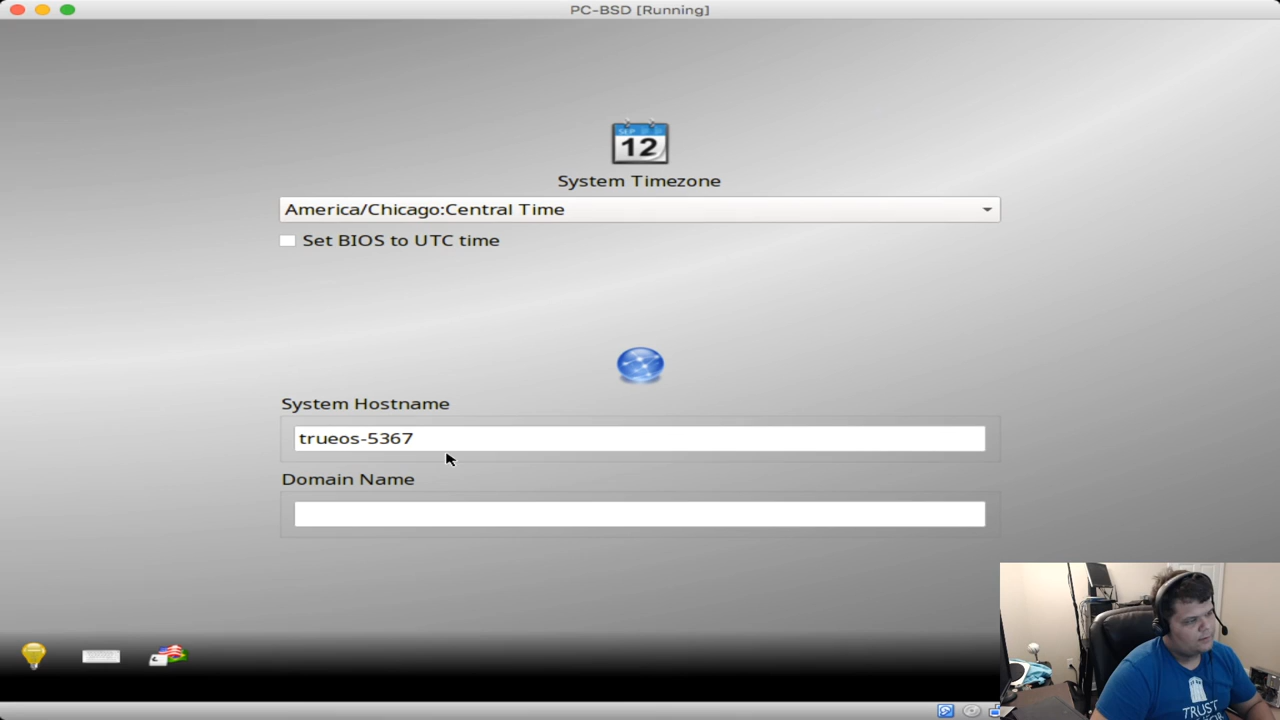 PC-BSD [Running]
SEP
12
System Timezone
America/Chicago:Central Time
Set BIOS to UTC time
System Hostname
trueos-5367
Domain Name
TRUST